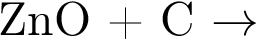 ZnO + C →